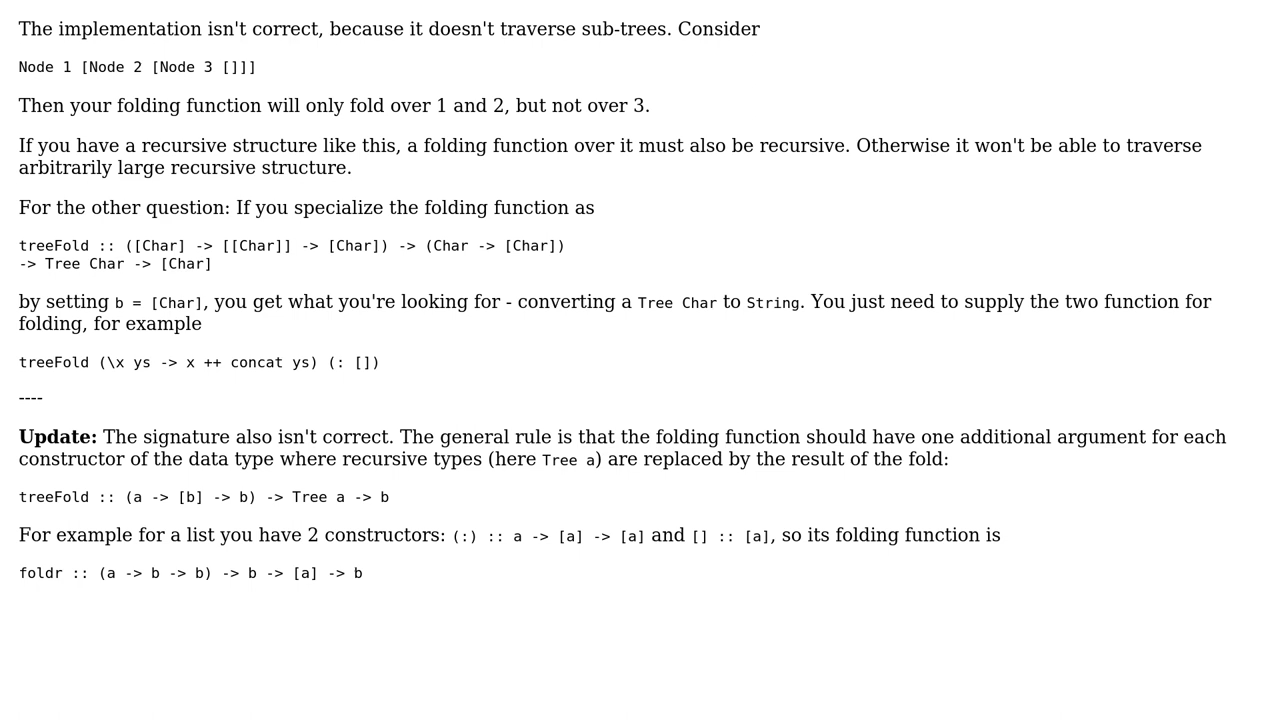 The implementation isn't correct, because it doesn't traverse sub-trees. Consider
Node 1 [Node 2 [Node 3 []]]
Then your folding function will only fold over 1 and 2, but not over 3.
If you have a recursive structure like this, a folding function over it must also be recursive. Otherwise it won't be able to traverse
arbitrarily large recursive structure.
For the other question: If you specialize the folding function as
treeFold :: ([Char] -> [[Char]] -> [Char]) -> (Char -> [Char])
-> Tree Char -> [Char]
by setting b = [Char], you get what you're looking for - converting a Tree Char to String. You just need to supply the two function for
folding, for example
treeFold (\x ys -> x ++ concat ys) (: [])
----
Update: The signature also isn't correct. The general rule is that the folding function should have one additional argument for each
constructor of the data type where recursive types (here Tree a) are replaced by the result of the fold:
treeFold :: (a -> [b] -> b) -> Tree a -> b
For example for a list you have 2 constructors: (:) :: a -> [a] -> [a] and [] :: [a], so its folding function is
foldr :: (a -> b -> b) -> b -> [a] -> b